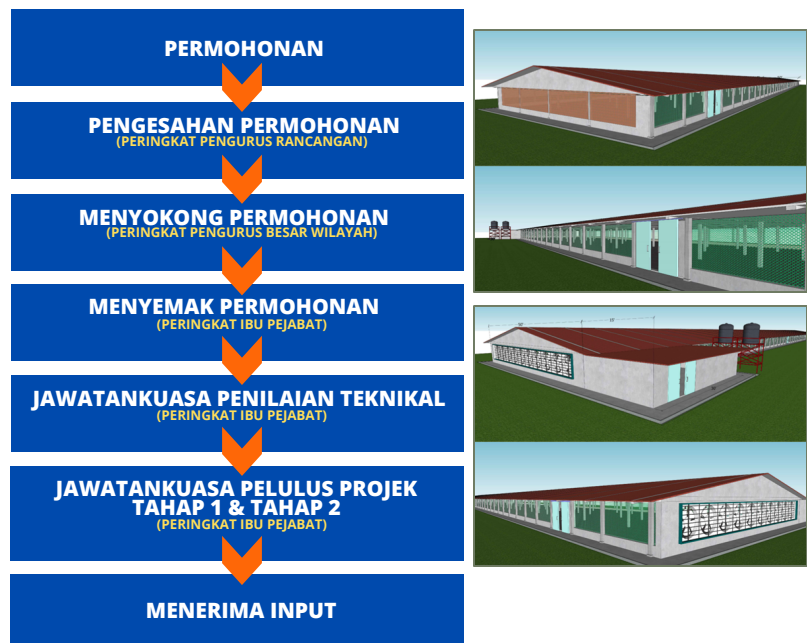 PERMOHONAN
PENGESAHAN PERMOHONAN
(PERINGKAT PENGURUS RANCANGAN)
MENYOKONG PERMOHONAN
(PERINGKAT PENGURUS BESAR WILAYAH)
MENYEMAK PERMOHONAN
(PERINGKAT IBU PEJABAT)
JAWATANKUASA PENILAIAN TEKNIKAL
(PERINGKAT IBU PEJABAT)
JAWATANKUASA PELULUS PROJEK
TAHAP 1 & TAHAP 2
(PERINGKAT IBU PEJABAT)
MENERIMA INPUT